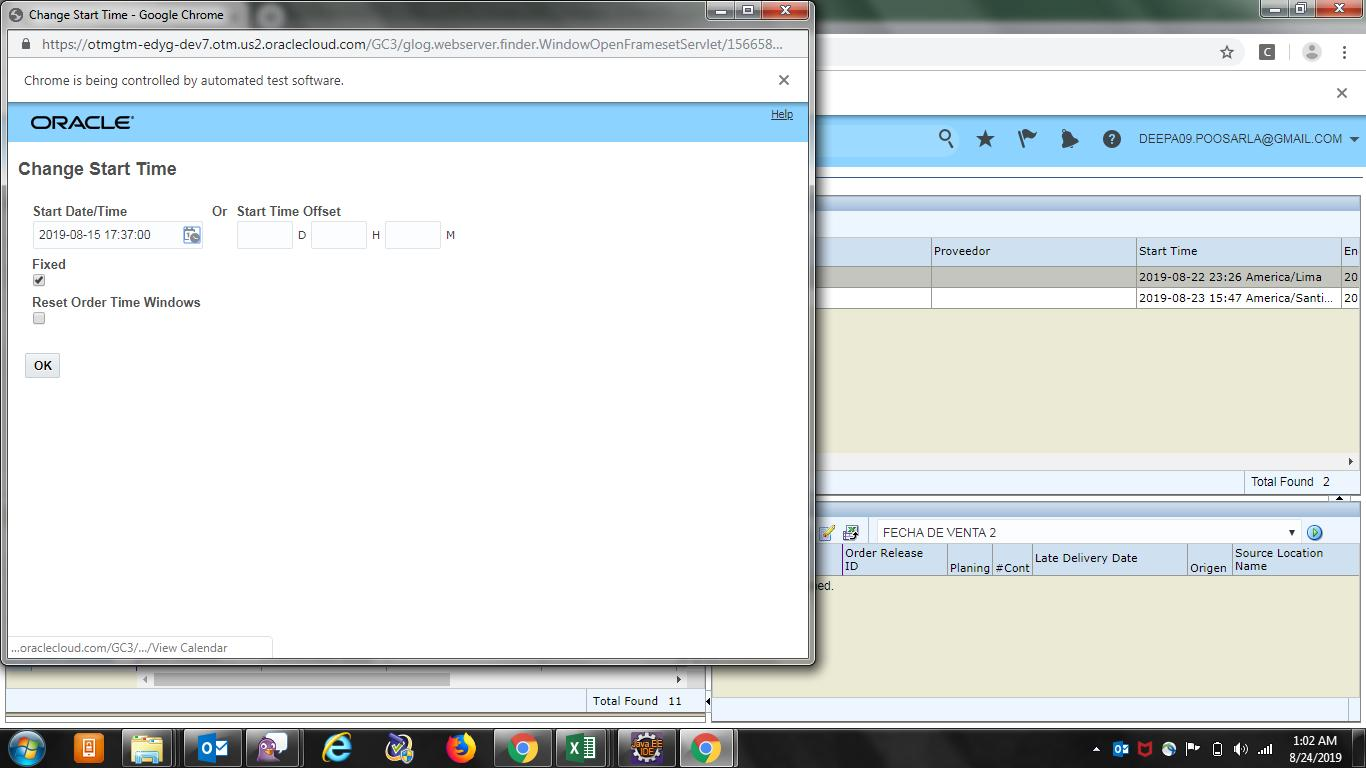 Change Start Time - Google Chrome
https://otmgtm-edyg-dev7.otm.us2.oraclecloud.com/GC3/glog.webserver.finder.WindowOpenFramesetServlet/156658...
Chrome is being controlled by automated test software.
ORACLE
Help
Change Start Time
Start Date/Time Or Start Time Offset
2019-08-15 17:37:00 D H M
Fixed
Reset Order Time Windows
OK
...oraclecloud.com/GC3/.../View Calendar
C
DEEPA09.POOSARLA@GMAIL.COM
Proveedor Start Time En
2019-08-22 23:26 America/Lima 20
2019-08-23 15:47 America/Santi... 20
Total Found 2
FECHA DE VENTA 2
Order Release ID Planing #Cont Late Delivery Date Origen Source Location Name
ned.
Total Found 11
Java EE IDE
1:02 AM
8/24/2019